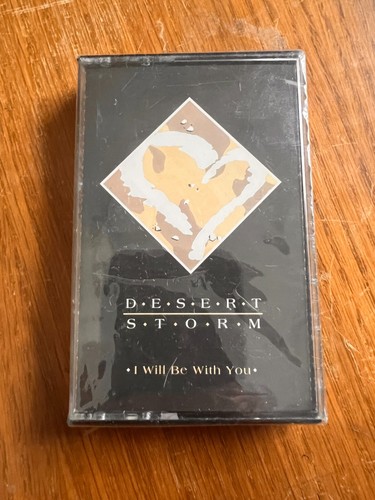 D•E•S•E•R•T
S•T•O•R•M
•I Will Be With You•